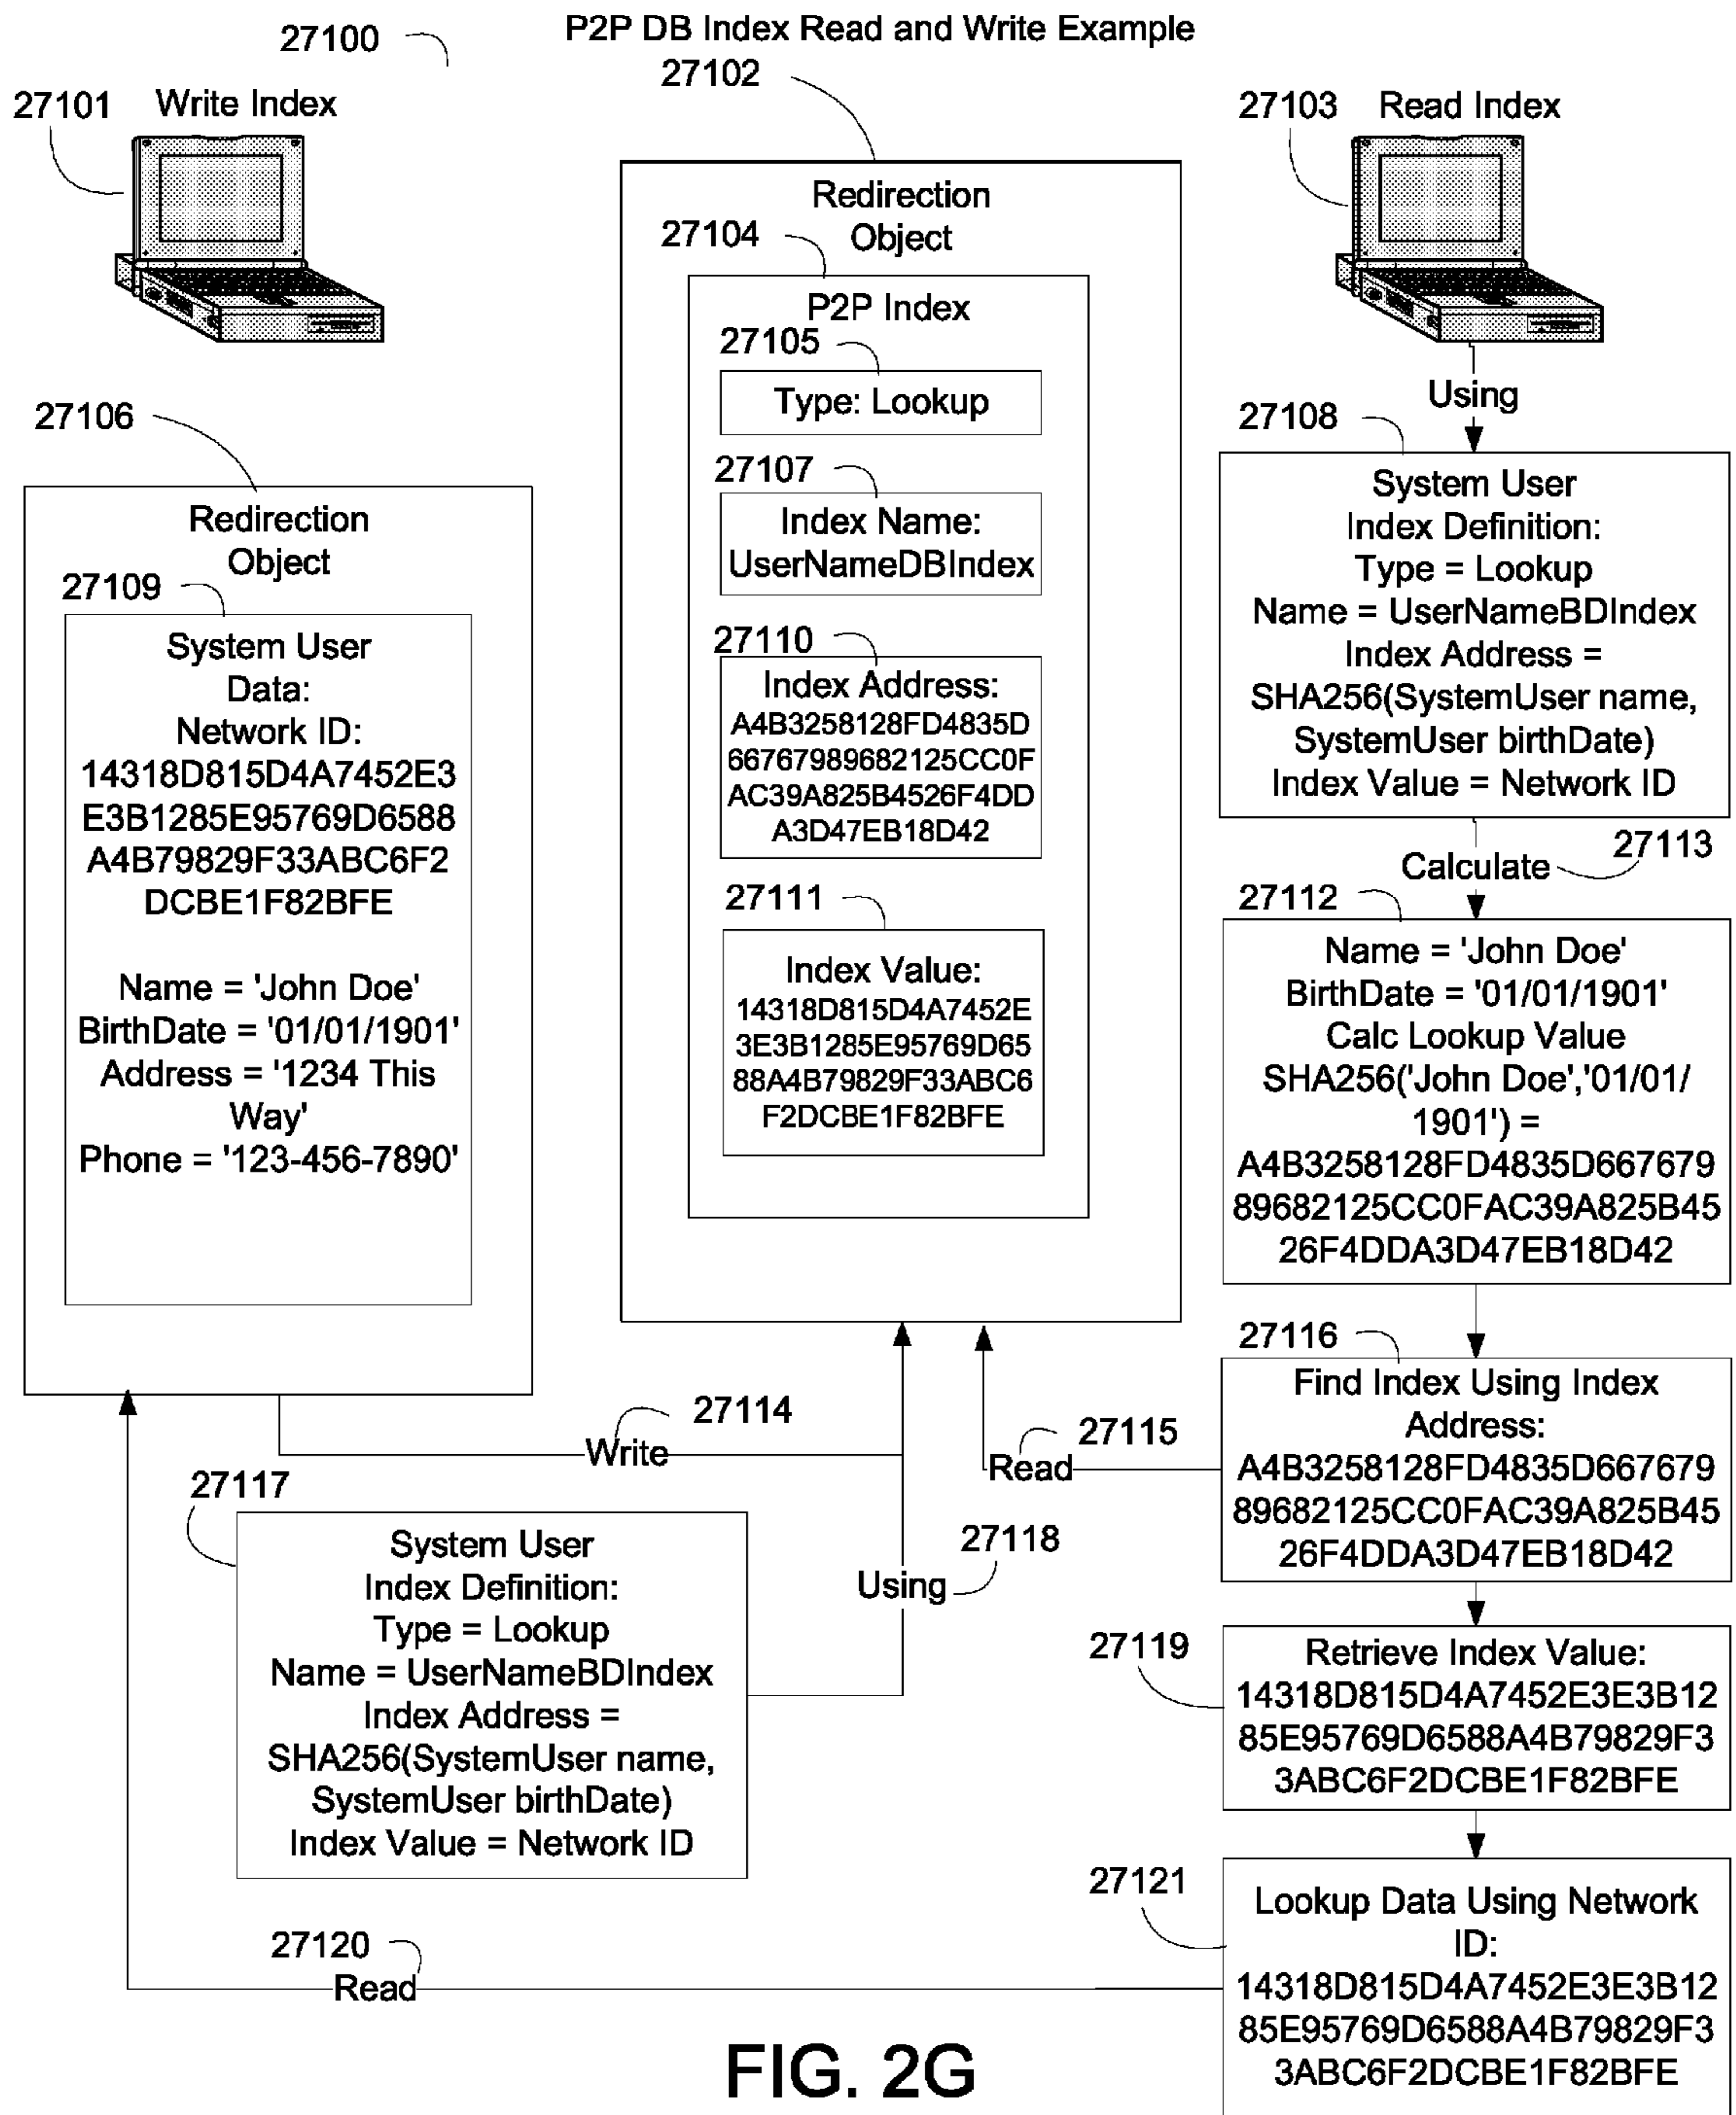 P2P DB Index Read and Write Example
27100
27102
27101
Write Index
27103
Read Index
Redirection
Object
27104
P2P Index
27105
Type: Lookup
27107
Index Name:
UserNameDBIndex
27110
Index Address:
A4B3258128FD4835D
66767989682125CC0F
AC39A825B4526F4DD
A3D47EB18D42
27111
Index Value:
14318D815D4A7452E
3E3B1285E95769D65
88A4B79829F33ABC6
F2DCBE1F82BFE
27106
Redirection
Object
27109
System User
Data:
Network ID:
14318D815D4A7452E3
E3B1285E95769D6588
A4B79829F33ABC6F2
DCBE1F82BFE
Name = 'John Doe'
BirthDate = '01/01/1901'
Address = '1234 This
Way'
Phone = '123-456-7890'
Using
27108
System User
Index Definition:
Type = Lookup
Name = UserNameBDIndex
Index Address =
SHA256(SystemUser name,
SystemUser birthDate)
Index Value = Network ID
Calculate
27113
27112
Name = 'John Doe'
BirthDate = '01/01/1901'
Calc Lookup Value
SHA256('John Doe','01/01/
1901') =
A4B3258128FD4835D667679
89682125CC0FAC39A825B45
26F4DDA3D47EB18D42
27116
Find Index Using Index
Address:
A4B3258128FD4835D667679
89682125CC0FAC39A825B45
26F4DDA3D47EB18D42
27114
Write
27115
Read
27117
System User
Index Definition:
Type = Lookup
Name = UserNameBDIndex
Index Address =
SHA256(SystemUser name,
SystemUser birthDate)
Index Value = Network ID
27118
Using
27119
Retrieve Index Value:
14318D815D4A7452E3E3B12
85E95769D6588A4B79829F3
3ABC6F2DCBE1F82BFE
27121
Lookup Data Using Network
ID:
14318D815D4A7452E3E3B12
85E95769D6588A4B79829F3
3ABC6F2DCBE1F82BFE
27120
Read
FIG. 2G